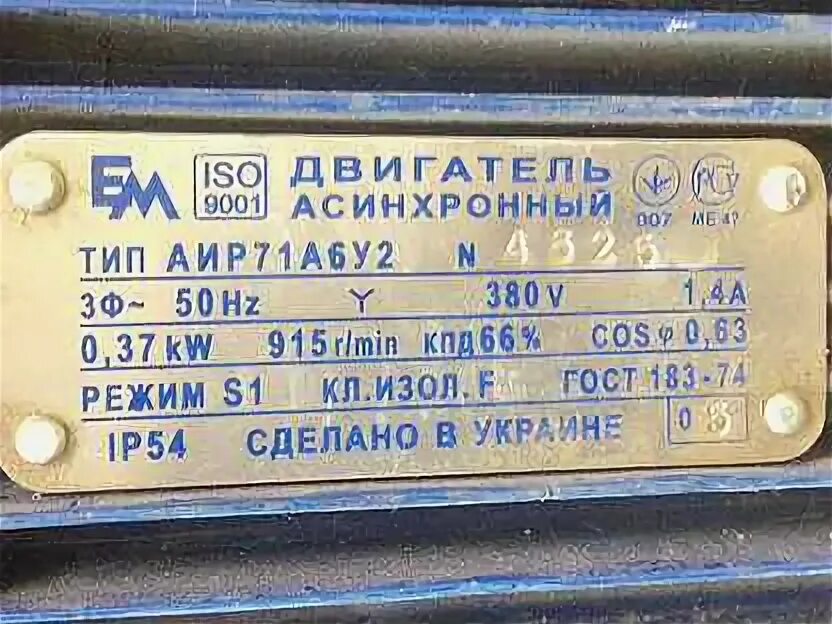 ISO 9001
ДВИГАТЕЛЬ
АСИНХРОННЫЙ
007
ТИП АИР71А6У2 N
3Ф~ 50Hz Y 380V 1,4A
0,37kW 915r/min КПД66% COSφ 0,63
РЕЖИМ S1 КЛ.ИЗОЛ.F ГОСТ 183-74
IP54 СДЕЛАНО В УКРАИНЕ